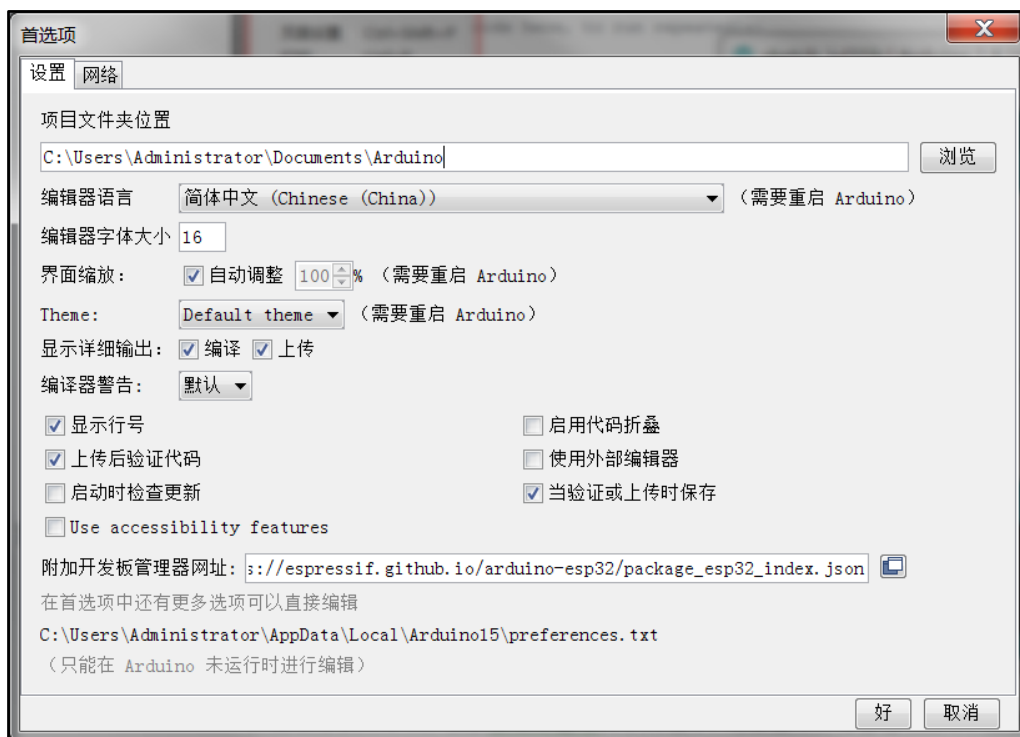 首选项
设置 网络
项目文件夹位置
C:\Users\Administrator\Documents\Arduino 浏览
编辑器语言 简体中文 (Chinese (China)) （需要重启 Arduino）
编辑器字体大小 16
界面缩放： 自动调整 100 % （需要重启 Arduino）
Theme: Default theme （需要重启 Arduino）
显示详细输出： 编译 上传
编译器警告: 默认
显示行号 启用代码折叠
上传后验证代码 使用外部编辑器
启动时检查更新 当验证或上传时保存
Use accessibility features
附加开发板管理器网址: s://espressif.github.io/arduino-esp32/package_esp32_index.json
在首选项中还有更多选项可以直接编辑
C:\Users\Administrator\AppData\Local\Arduino15\preferences.txt
（只能在 Arduino 未运行时进行编辑）
好 取消